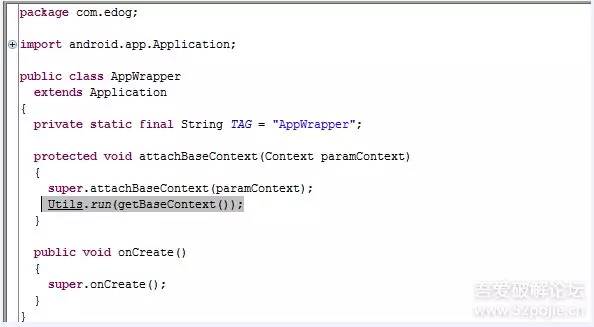 package com.edog;
import android.app.Application;
public class AppWrapper
extends Application
{
private static final String TAG = "AppWrapper";
protected void attachBaseContext(Context paramContext)
{
super.attachBaseContext(paramContext);
Utils.run(getBaseContext());
}
public void onCreate()
{
super.onCreate();
}
}
吾爱破解论坛
www.52pojie.cn